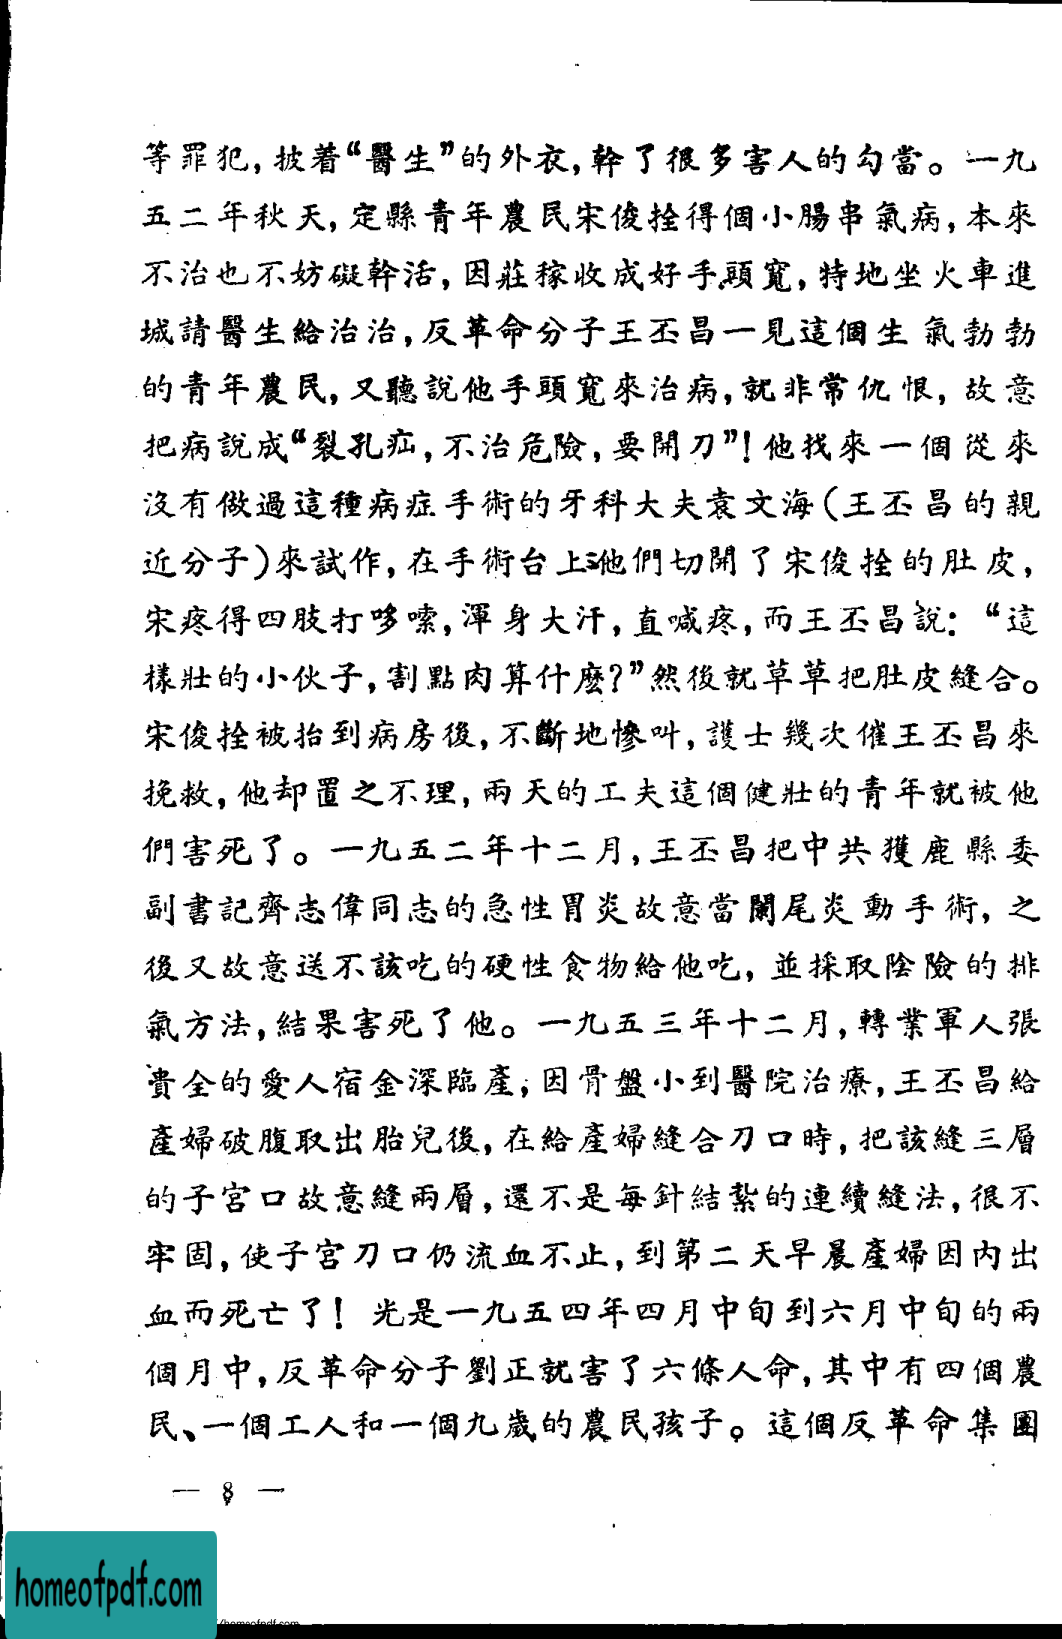 等罪犯，披着“醫生”的外衣，幹了很多害人的勾當。一九
五二年秋天，定縣青年農民宋俊拴得個小腸串氣病，本來
不治也不妨礙幹活，因莊稼收成好手頭寬，特地坐火車進
城請醫生給治治，反革命分子王丕昌一見這個生氣勃勃
的青年農民，又聽說他手頭寬來治病，就非常仇恨，故意
把病說成“裂孔疝，不治危險，要開刀”！他找來一個從來
沒有做過這種病症手術的牙科大夫袁文海（王丕昌的親
近分子）來試作，在手術台上他們切開了宋俊拴的肚皮，
宋疼得四肢打哆嗦，渾身大汗，直喊疼，而王丕昌說：“這
樣壯的小伙子，割點肉算什麼？”然後就草草把肚皮縫合。
宋俊拴被抬到病房後，不斷地慘叫，護士幾次催王丕昌來
挽救，他却置之不理，兩天的工夫這個健壯的青年就被他
們害死了。一九五二年十二月，王丕昌把中共獲鹿縣委
副書記齊志偉同志的急性胃炎故意當闌尾炎動手術，之
後又故意送不該吃的硬性食物給他吃，並採取陰險的排
氣方法，結果害死了他。一九五三年十二月，轉業軍人張
貴全的愛人宿金深臨產，因骨盤小到醫院治療，王丕昌給
產婦破腹取出胎兒後，在給產婦縫合刀口時，把該縫三層
的子宮口故意縫兩層，還不是每針結紮的連續縫法，很不
牢固，使子宮刀口仍流血不止，到第二天早晨產婦因內出
血而死亡了！光是一九五四年四月中旬到六月中旬的兩
個月中，反革命分子劉正就害了六條人命，其中有四個農
民、一個工人和一個九歲的農民孩子。這個反革命集團
— 8 —
homeofpdf.com